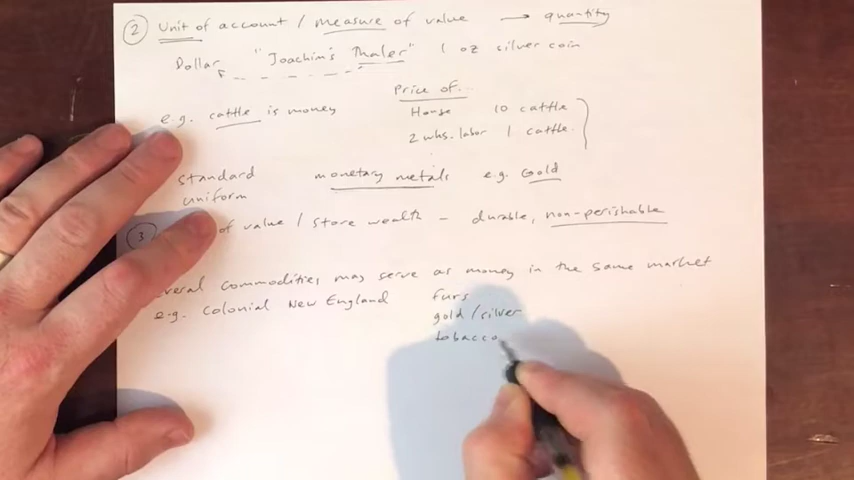 ② Unit of account / measure of value → quantity
Dollar "Joachim's Thaler" 1 oz silver coin
Price of...
e.g. cattle is money House 10 cattle
2 wks. labor 1 cattle.
standard monetary metals e.g. Gold
uniform
③ of value / store wealth - durable, non-perishable
commodities may serve as money in the same market
e.g. Colonial New England furs
gold/silver
tobacco